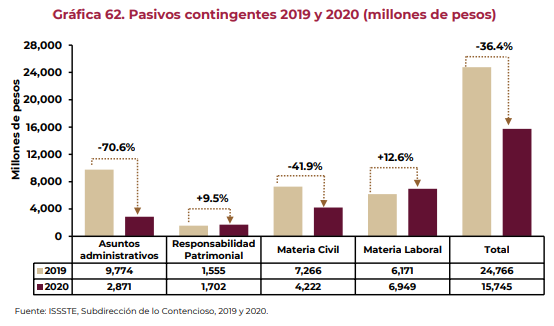 Gráfica 62. Pasivos contingentes 2019 y 2020 (millones de pesos)
Millones de pesos
28,000
24,000
20,000
16,000
12,000
8,000
4,000
0
-70.6%
+9.5%
-41.9%
+12.6%
-36.4%
Asuntos administrativos Responsabilidad Patrimonial Materia Civil Materia Laboral Total
2019 9,774 1,555 7,266 6,171 24,766
2020 2,871 1,702 4,222 6,949 15,745
Fuente: ISSSTE, Subdirección de lo Contencioso, 2019 y 2020.